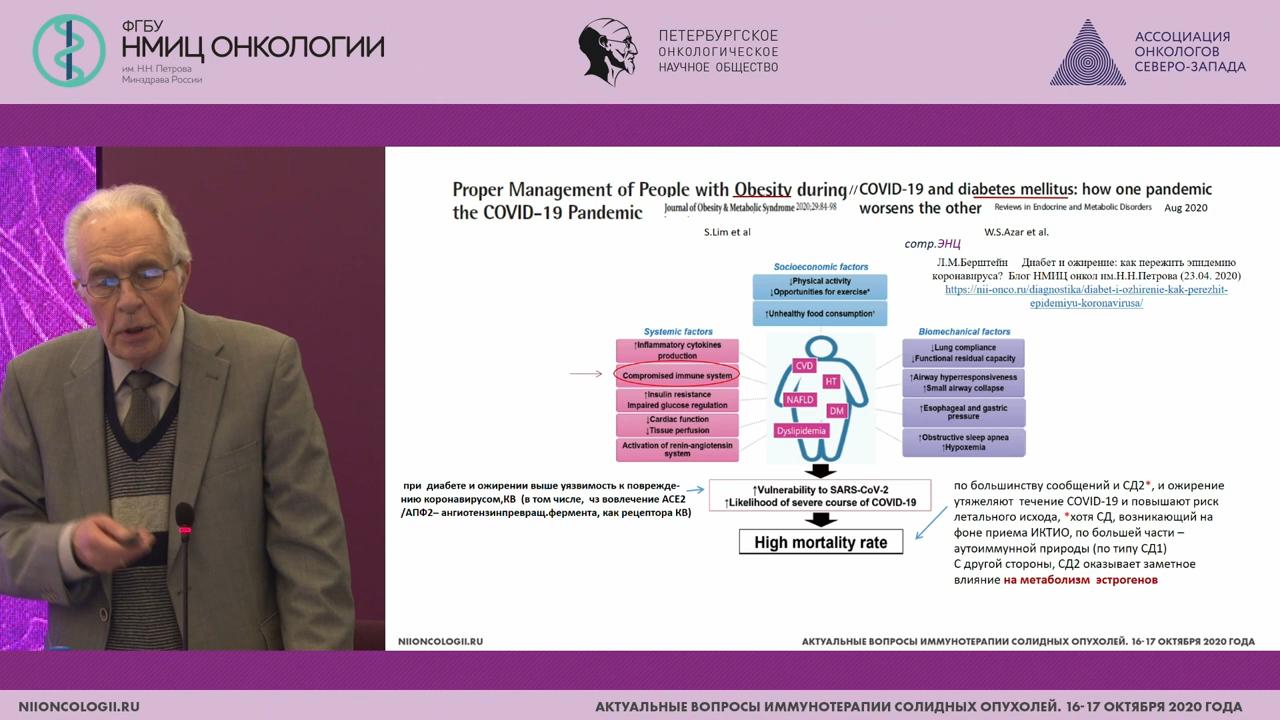 ФГБУ
НМИЦ ОНКОЛОГИИ
им. Н.Н. Петрова
Минздрава России
ПЕТЕРБУРГСКОЕ
ОНКОЛОГИЧЕСКОЕ
НАУЧНОЕ ОБЩЕСТВО
АССОЦИАЦИЯ
ОНКОЛОГОВ
СЕВЕРО-ЗАПАДА
Proper Management of People with Obesity during//
the COVID-19 Pandemic
Journal of Obesity & Metabolic Syndrome 2020;29:84-98
S.Lim et al
COVID-19 and diabetes mellitus: how one pandemic
worsens the other
Reviews in Endocrine and Metabolic Disorders Aug 2020
W.S.Azar et al.
сотр.ЭНЦ
Л.М.Берштейн Диабет и ожирение: как пережить эпидемию
коронавируса? Блог НМИЦ онкол им.Н.Н.Петрова (23.04. 2020)
https://nii-onco.ru/diagnostika/diabet-i-ozhirenie-kak-perezhit-
epidemiyu-koronavirusa/
Socioeconomic factors
↓Physical activity
↓Opportunities for exercise*
↑Unhealthy food consumption†
Systemic factors
↑Inflammatory cytokines
production
Compromised immune system
↑Insulin resistance
Impaired glucose regulation
↓Cardiac function
↓Tissue perfusion
Activation of renin-angiotensin
system
CVD
HT
NAFLD
DM
Dyslipidemia
Biomechanical factors
↓Lung compliance
↓Functional residual capacity
↑Airway hyperresponsiveness
↑Small airway collapse
↑Esophageal and gastric
pressure
↑Obstructive sleep apnea
↑Hypoxemia
при диабете и ожирении выше уязвимость к повревде-
нию коронавирусом,КВ (в том числе, чз вовлечение ACE2
/АПФ2– ангиотензинпревращ.фермента, как рецептора КВ)
↑Vulnerability to SARS-CoV-2
↑Likelihood of severe course of COVID-19
High mortality rate
по большинству сообщений и СД2*, и ожирение
утяжеляют течение COVID-19 и повышают риск
летального исхода, *хотя СД, возникающий на
фоне приема ИКТИО, по большей части –
аутоиммунной природы (по типу СД1)
С другой стороны, СД2 оказывает заметное
влияние на метаболизм эстрогенов
NIIONCOLOGII.RU
АКТУАЛЬНЫЕ ВОПРОСЫ ИММУНОТЕРАПИИ СОЛИДНЫХ ОПУХОЛЕЙ. 16-17 ОКТЯБРЯ 2020 ГОДА
NIIONCOLOGII.RU
АКТУАЛЬНЫЕ ВОПРОСЫ ИММУНОТЕРАПИИ СОЛИДНЫХ ОПУХОЛЕЙ. 16-17 ОКТЯБРЯ 2020 ГОДА